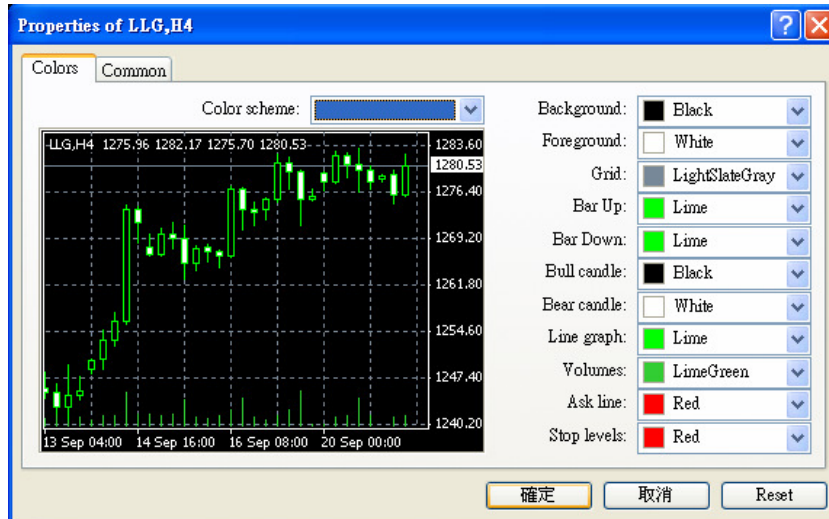 Properties of LLG,H4
Colors Common
Color scheme:
LLG,H4 1275.96 1282.17 1275.70 1280.53
1283.60
1280.53
1276.40
1269.20
1261.80
1254.60
1247.40
1240.20
13 Sep 04:00 14 Sep 16:00 16 Sep 08:00 20 Sep 00:00
Background: Black
Foreground: White
Grid: LightSlateGray
Bar Up: Lime
Bar Down: Lime
Bull candle: Black
Bear candle: White
Line graph: Lime
Volumes: LimeGreen
Ask line: Red
Stop levels: Red
確定 取消 Reset